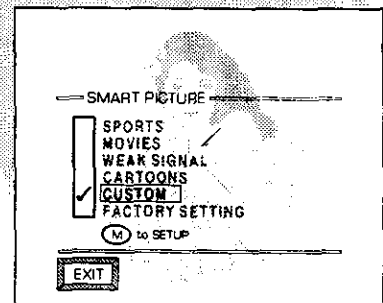 SMART PICTURE
SPORTS
MOVIES
WEAK SIGNAL
CARTOONS
CUSTOM
FACTORY SETTING
M to SETUP
EXIT